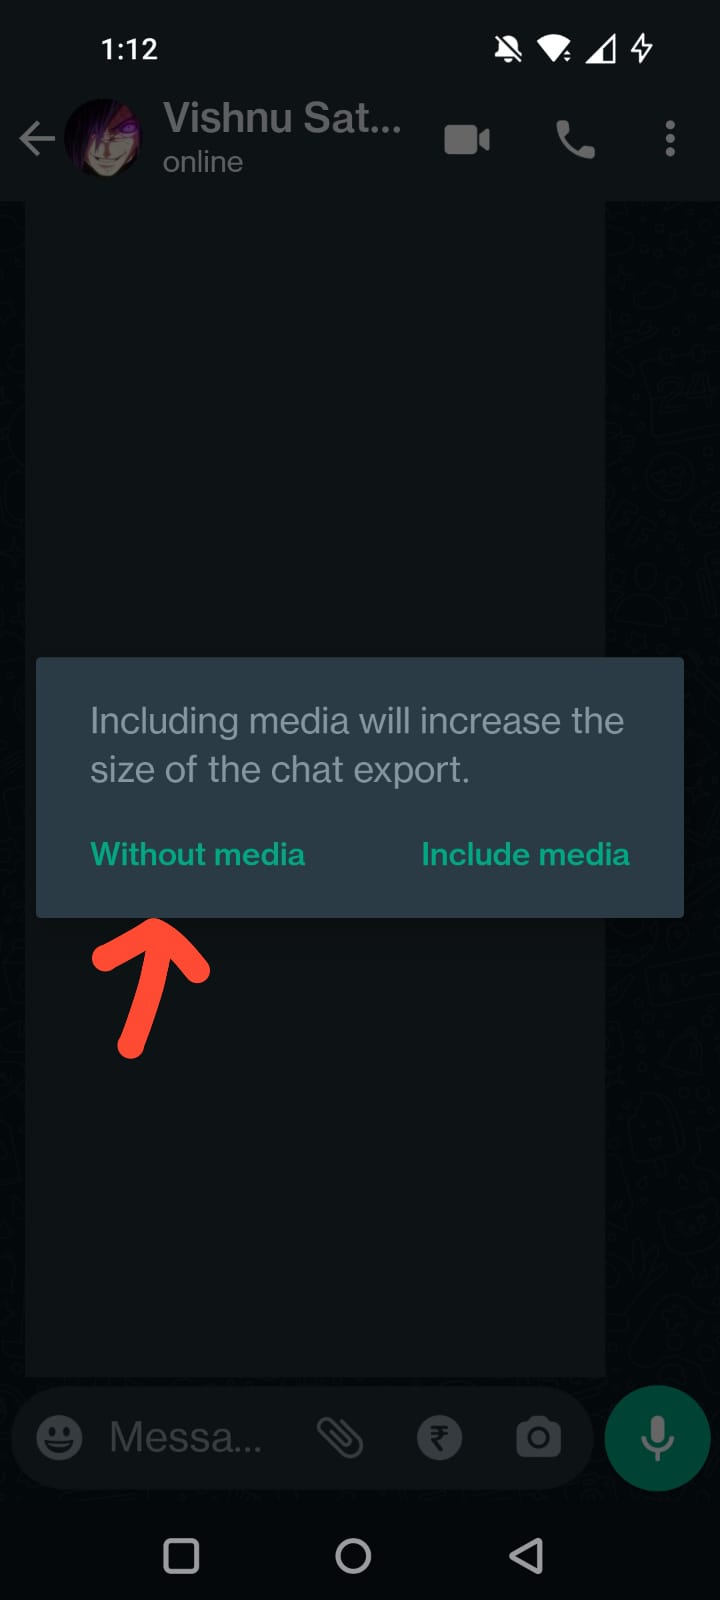 1:12
Vishnu Sat...
online
Including media will increase the
size of the chat export.
Without media
Include media
Messa...